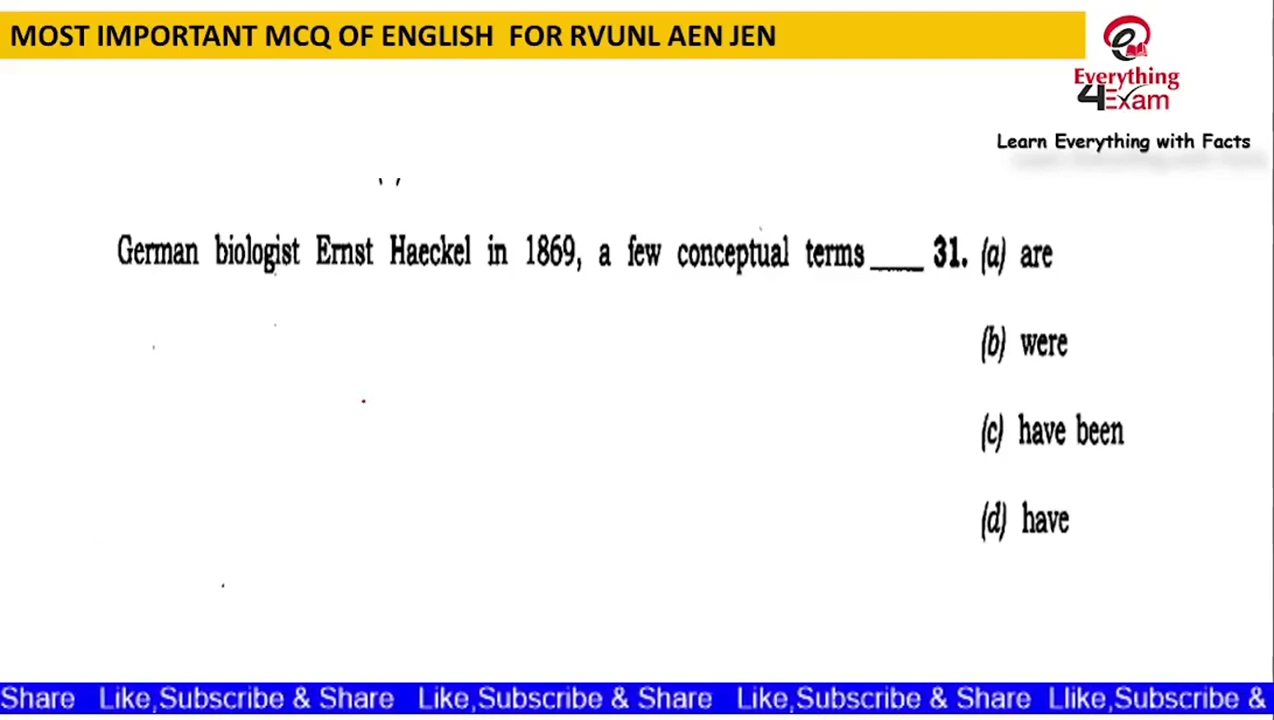 MOST IMPORTANT MCQ OF ENGLISH FOR RVUNL AEN JEN
e
Everything
4Exam
Learn Everything with Facts
German biologist Ernst Haeckel in 1869, a few conceptual terms ____ 31. (a) are
(b) were
(c) have been
(d) have
Share Like,Subscribe & Share Llike,Subscribe & Share Like,Subscribe & Share Llike,Subscribe &